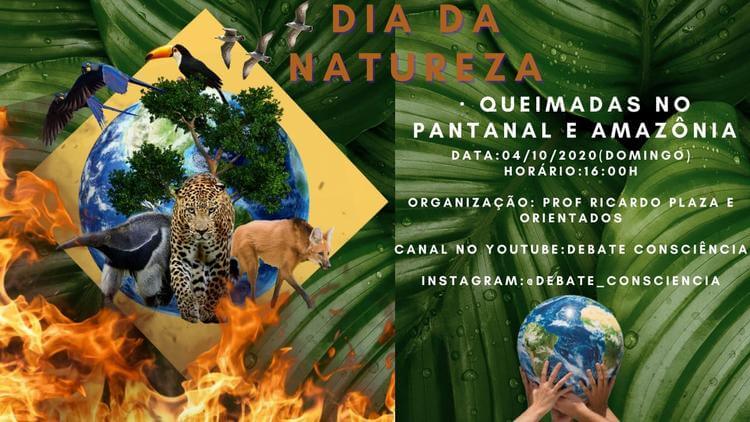 DIA DA
NATUREZA
· QUEIMADAS NO
PANTANAL E AMAZÔNIA
DATA:04/10/2020(DOMINGO)
HORÁRIO:16:00H
ORGANIZAÇÃO: PROF RICARDO PLAZA E
ORIENTADOS
CANAL NO YOUTUBE:DEBATE CONSCIÊNCIA
INSTAGRAM:@DEBATE_CONSCIENCIA